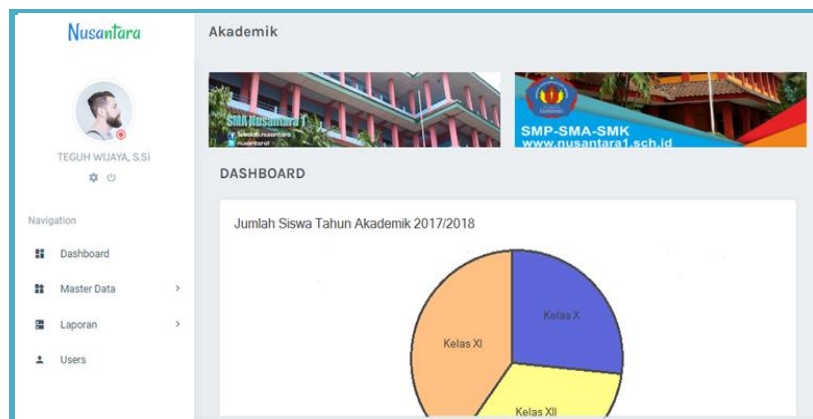 Nusantara
TEGUH WIJAYA, S.Si
Navigation
Dashboard
Master Data
Laporan
Users
Akademik
SMA Nusantara 1
SMP-SMA-SMK
www.nusantara1.sch.id
DASHBOARD
Jumlah Siswa Tahun Akademik 2017/2018
Kelas X
Kelas XI
Kelas XII